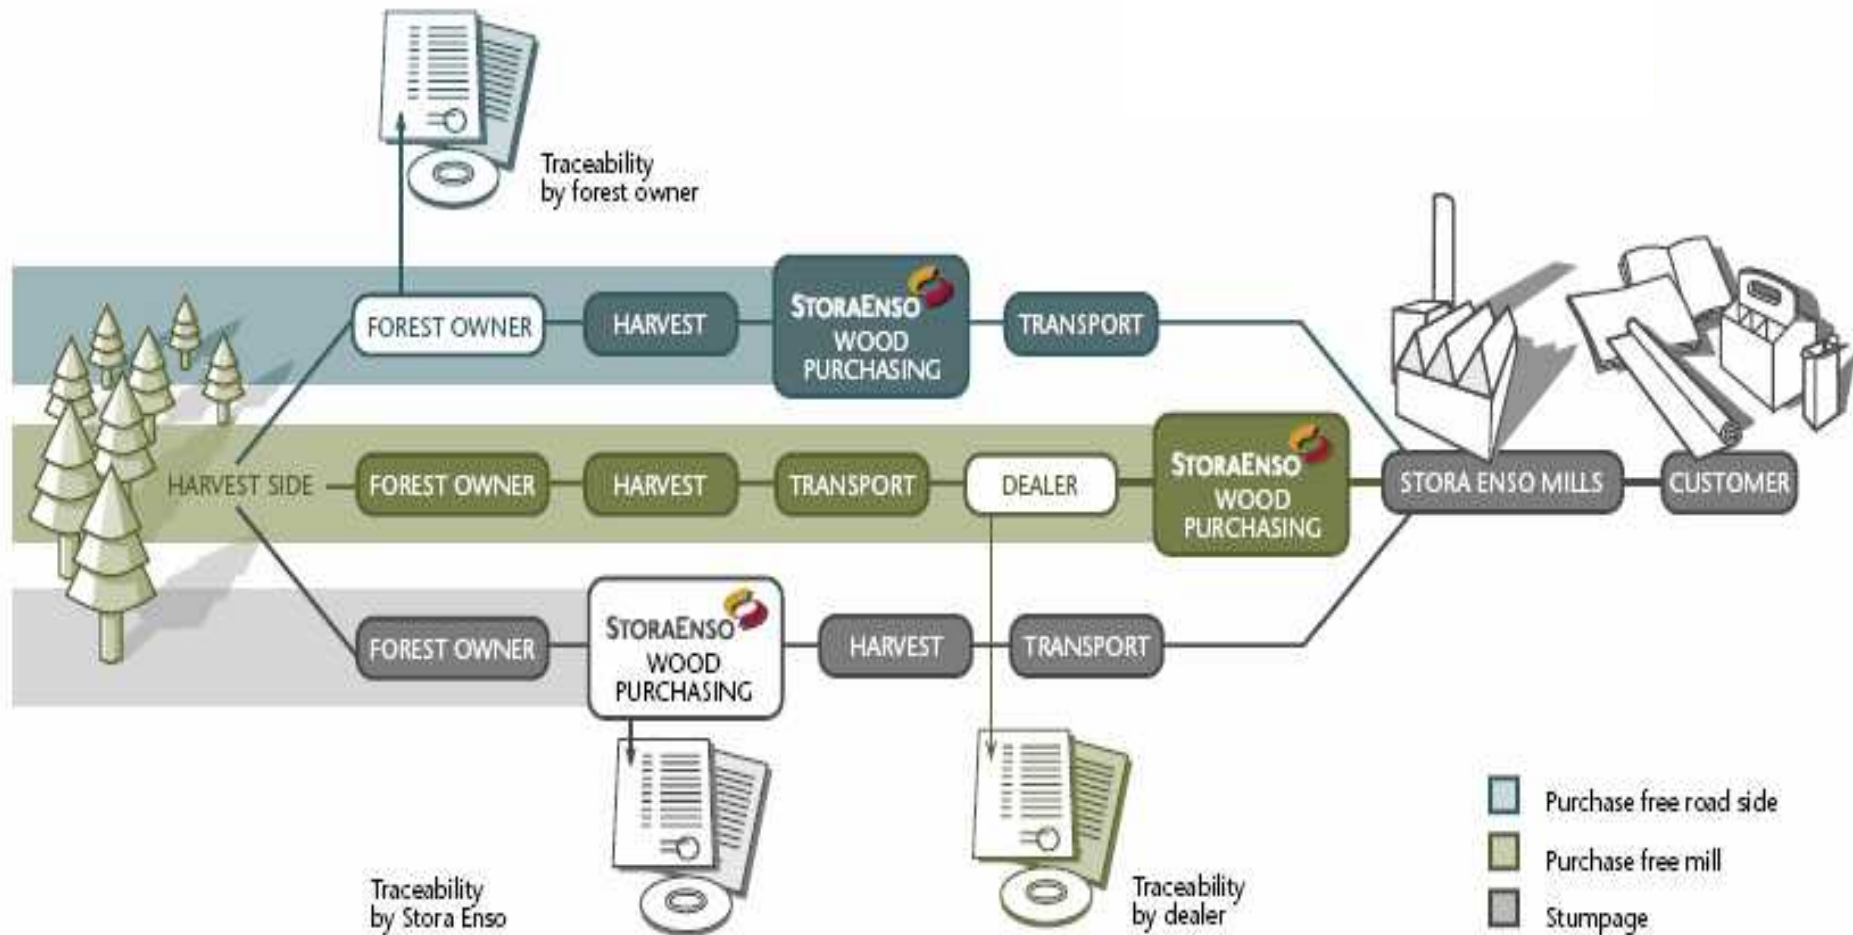 Traceability
by forest owner
FOREST OWNER
HARVEST
STORAENSO
WOOD
PURCHASING
TRANSPORT
HARVEST SIDE
FOREST OWNER
HARVEST
TRANSPORT
DEALER
STORAENSO
WOOD
PURCHASING
STORA ENSO MILLS
CUSTOMER
FOREST OWNER
STORAENSO
WOOD
PURCHASING
HARVEST
TRANSPORT
Traceability
by Stora Enso
Traceability
by dealer
Purchase free road side
Purchase free mill
Stumpage